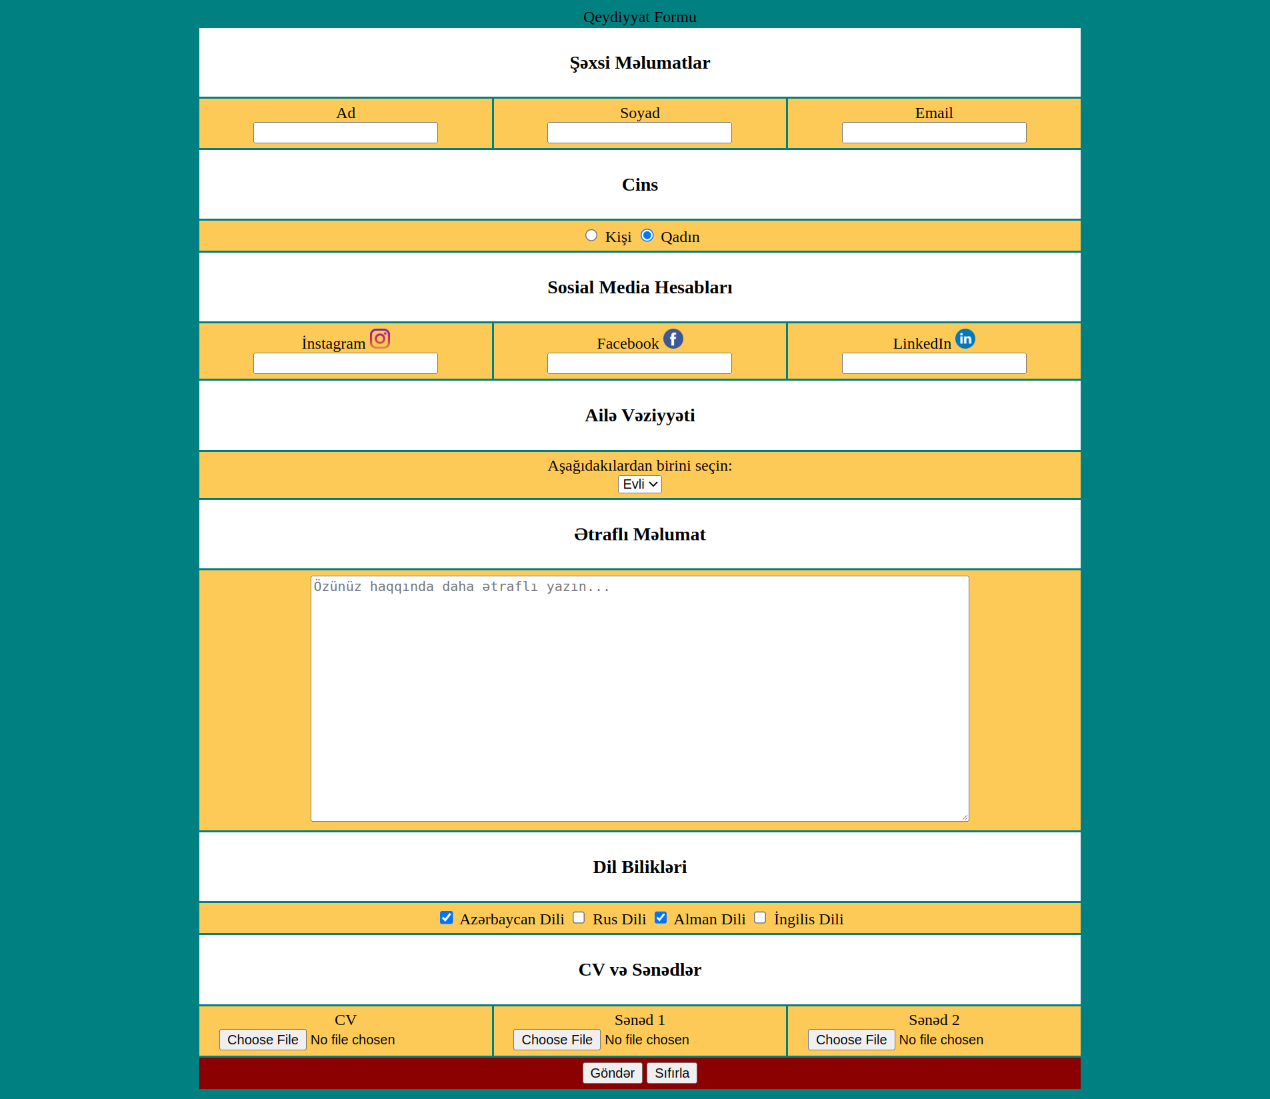 Qeydiyyat Formu
Şəxsi Məlumatlar
Ad Soyad Email
Cins
Kişi Qadın
Sosial Media Hesabları
İnstagram Facebook LinkedIn
Ailə Vəziyyəti
Aşağıdakılardan birini seçin:
Evli
Ətraflı Məlumat
Özünüz haqqında daha ətraflı yazın...
Dil Bilikləri
Azərbaycan Dili Rus Dili Alman Dili İngilis Dili
CV və Sənədlər
CV Sənəd 1 Sənəd 2
Choose File No file chosen Choose File No file chosen Choose File No file chosen
Göndər Sıfırla